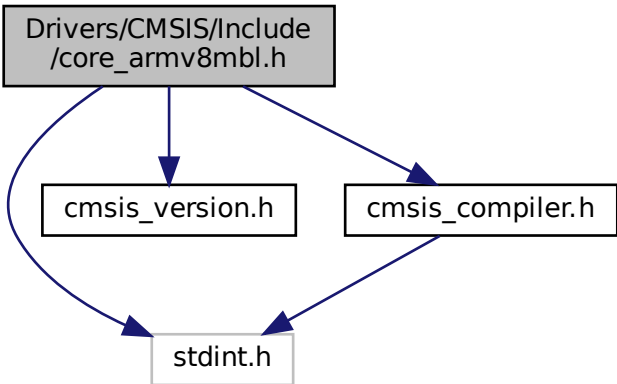 Drivers/CMSIS/Include
/core_armv8mbl.h
cmsis_version.h
cmsis_compiler.h
stdint.h